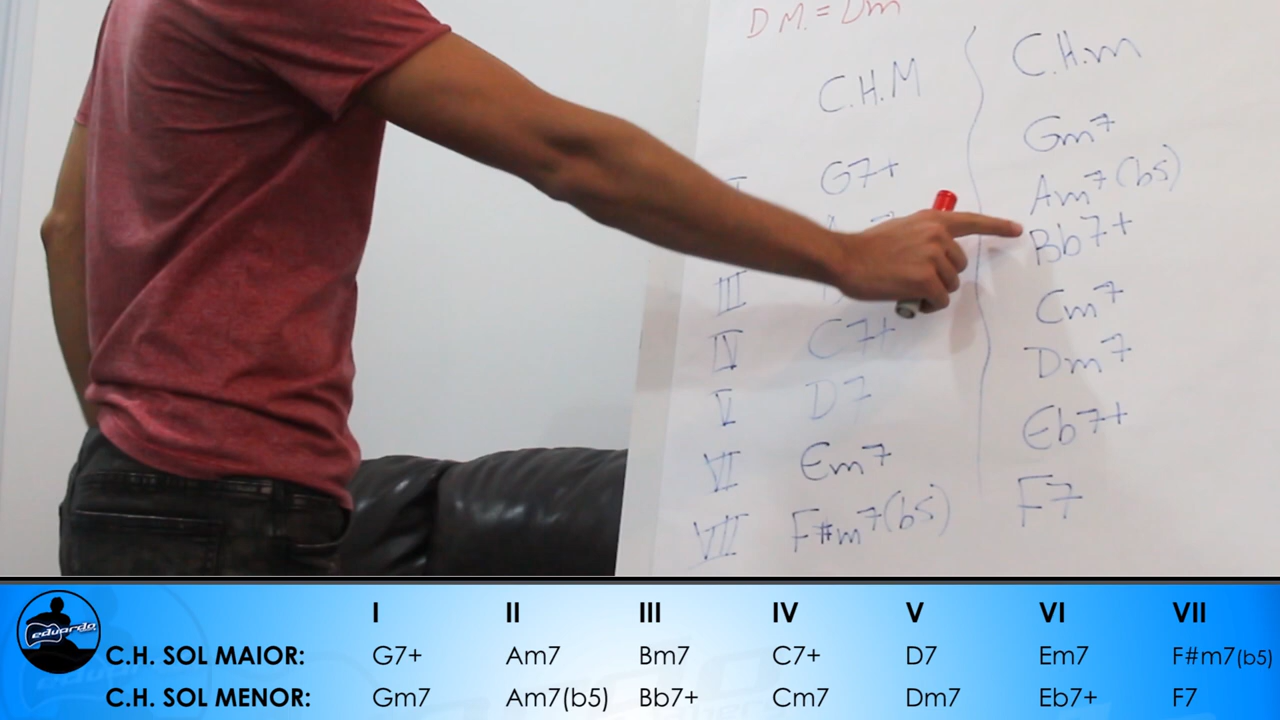 D M. = Dm
C.H.M C.H.m
I G7+ Gm7
Am7(b5)
III Bb7+
IV C7+ Cm7
V D7 Dm7
VI Em7 Eb7+
VII F#m7(b5) F7
eduardo
I II III IV V VI VII
C.H. SOL MAIOR: G7+ Am7 Bm7 C7+ D7 Em7 F#m7(b5)
C.H. SOL MENOR: Gm7 Am7(b5) Bb7+ Cm7 Dm7 Eb7+ F7